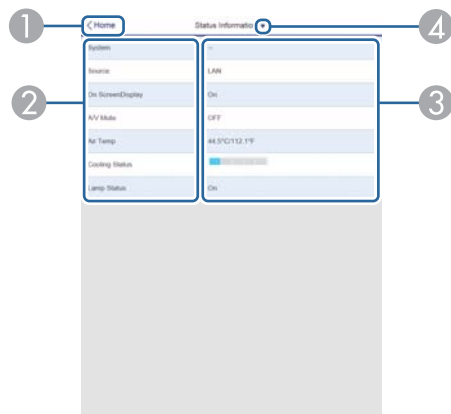 1
Home
Status Informatio
4
System
--
Source
LAN
2
On ScreenDisplay
On
3
A/V Mute
OFF
Air Temp
44.5°C/112.1°F
Cooling Status
Lamp Status
On